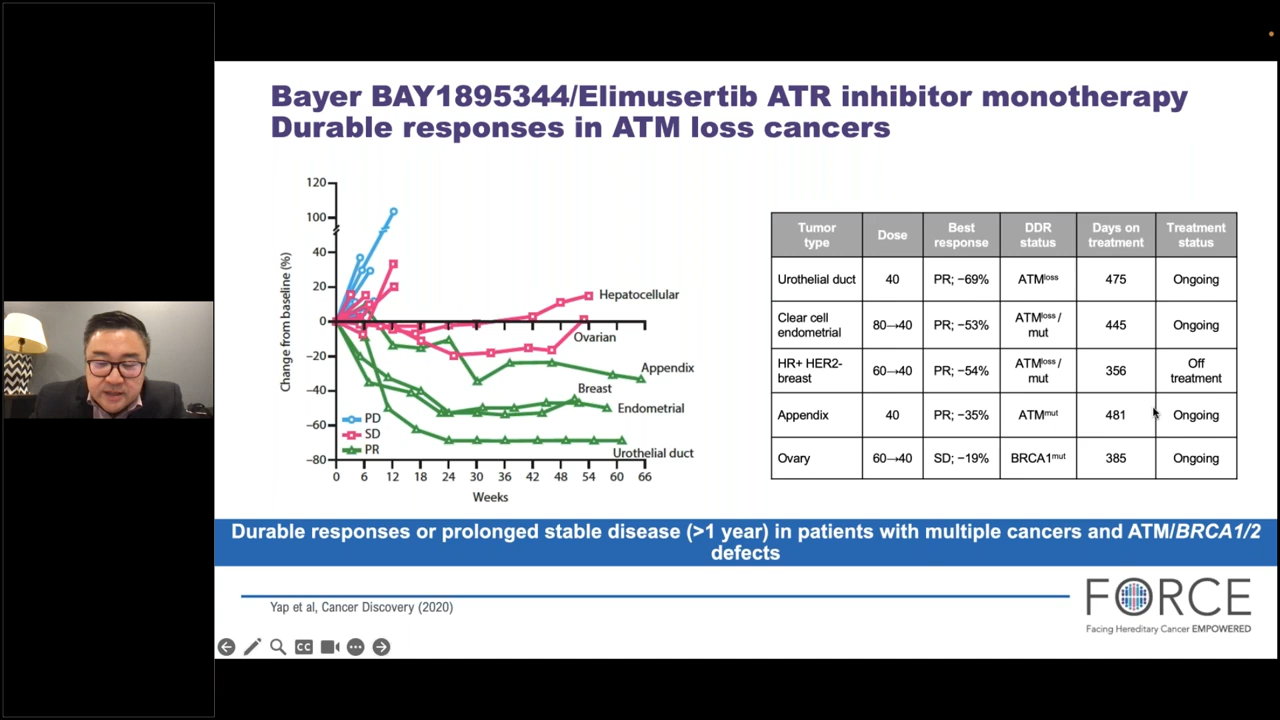 Bayer BAY1895344/Elimusertib ATR inhibitor monotherapy
Durable responses in ATM loss cancers
Change from baseline (%)
120
100
40
20
0
−20
−40
−60
−80
0 6 12 18 24 30 36 42 48 54 60 66
Weeks
PD
SD
PR
Hepatocellular
Ovarian
Appendix
Breast
Endometrial
Urothelial duct
Tumor type Dose Best response DDR status Days on treatment Treatment status
Urothelial duct 40 PR; −69% ATMloss 475 Ongoing
Clear cell endometrial 80→40 PR; −53% ATMloss / mut 445 Ongoing
HR+ HER2- breast 60→40 PR; −54% ATMloss / mut 356 Off treatment
Appendix 40 PR; −35% ATMmut 481 Ongoing
Ovary 60→40 SD; −19% BRCA1mut 385 Ongoing
Durable responses or prolonged stable disease (>1 year) in patients with multiple cancers and ATM/BRCA1/2
defects
Yap et al, Cancer Discovery (2020)
FORCE
Facing Hereditary Cancer EMPOWERED
CC